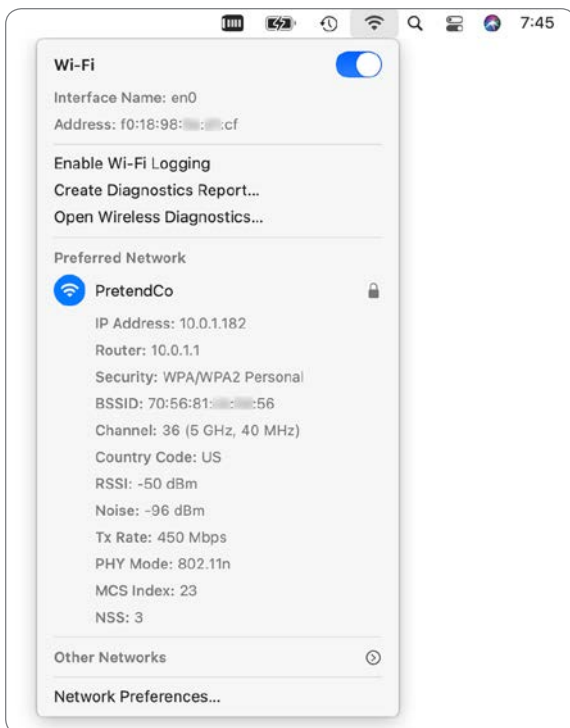 7:45
Wi-Fi
Interface Name: en0
Address: f0:18:98: : :cf
Enable Wi-Fi Logging
Create Diagnostics Report...
Open Wireless Diagnostics...
Preferred Network
PretendCo
IP Address: 10.0.1.182
Router: 10.0.1.1
Security: WPA/WPA2 Personal
BSSID: 70:56:81: : :56
Channel: 36 (5 GHz, 40 MHz)
Country Code: US
RSSI: -50 dBm
Noise: -96 dBm
Tx Rate: 450 Mbps
PHY Mode: 802.11n
MCS Index: 23
NSS: 3
Other Networks
Network Preferences...